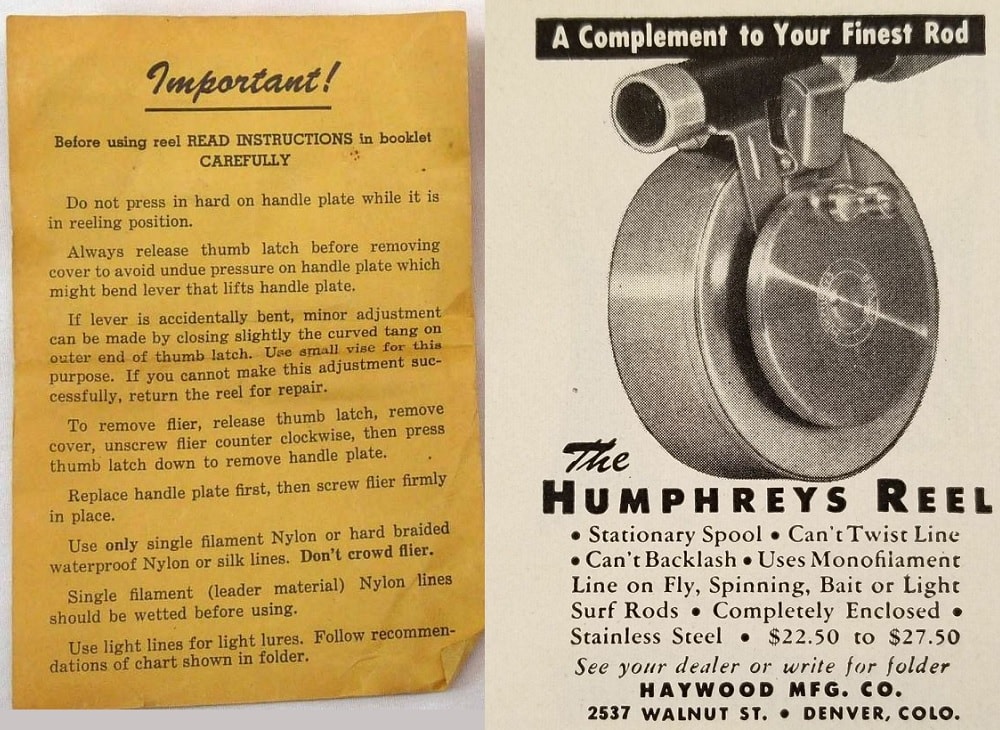 Important!
Before using reel READ INSTRUCTIONS in booklet
CAREFULLY
Do not press in hard on handle plate while it is
in reeling position.
Always release thumb latch before removing
cover to avoid undue pressure on handle plate which
might bend lever that lifts handle plate.
If lever is accidentally bent, minor adjustment
can be made by closing slightly the curved tang on
outer end of thumb latch. Use small vise for this
purpose. If you cannot make this adjustment suc-
cessfully, return the reel for repair.
To remove flier, release thumb latch, remove
cover, unscrew flier counter clockwise, then press
thumb latch down to remove handle plate.
Replace handle plate first, then screw flier firmly
in place.
Use only single filament Nylon or hard braided
waterproof Nylon or silk lines. Don't crowd flier.
Single filament (leader material) Nylon lines
should be wetted before using.
Use light lines for light lures. Follow recommen-
dations of chart shown in folder.
A Complement to Your Finest Rod
The
HUMPHREYS REEL
• Stationary Spool • Can't Twist Line
• Can't Backlash • Uses Monofilament
Line on Fly, Spinning, Bait or Light
Surf Rods • Completely Enclosed •
Stainless Steel • $22.50 to $27.50
See your dealer or write for folder
HAYWOOD MFG. CO.
2537 WALNUT ST. • DENVER, COLO.